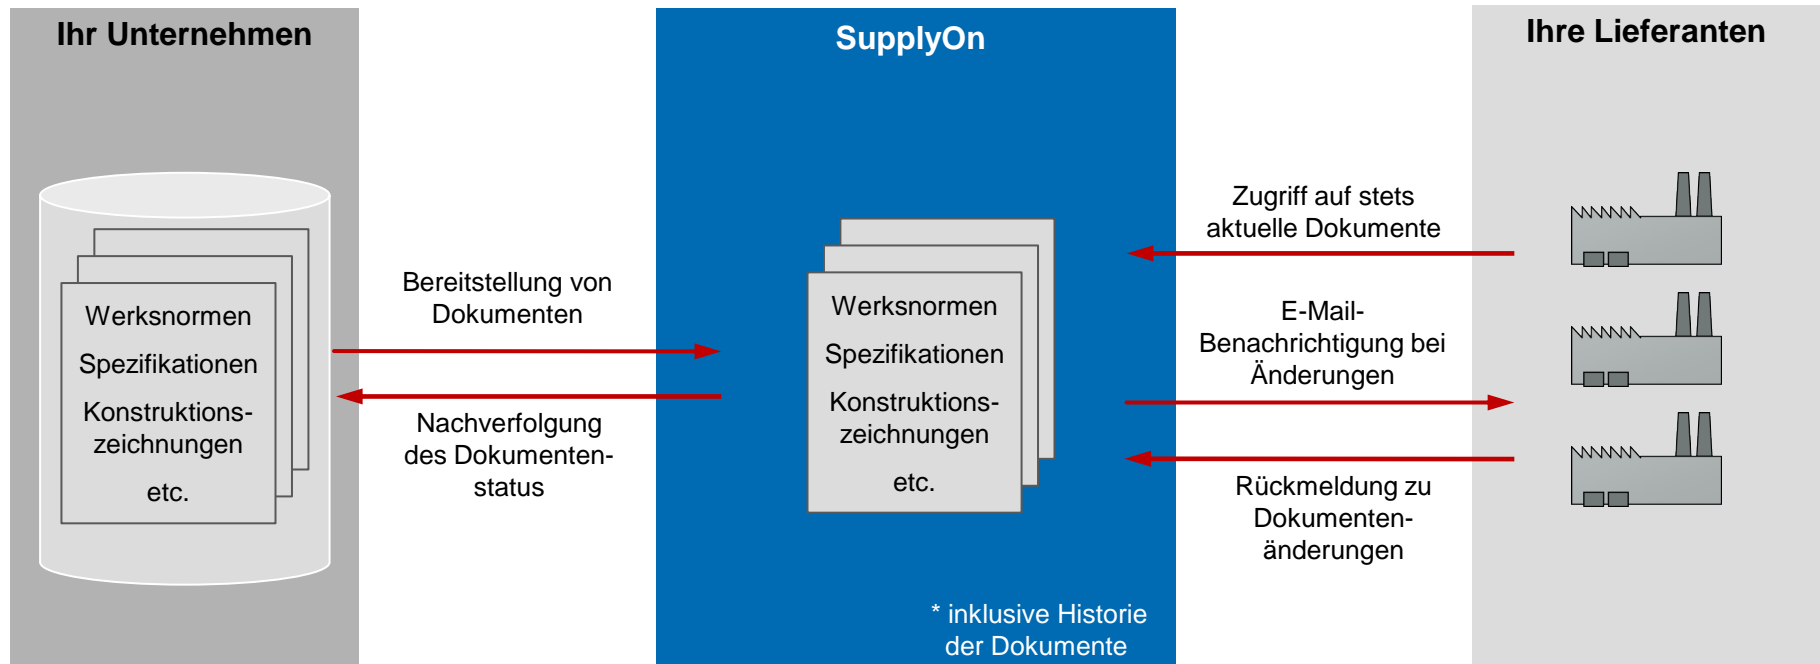 Ihr Unternehmen
SupplyOn
Ihre Lieferanten
Werksnormen
Spezifikationen
Konstruktions-
zeichnungen
etc.
Bereitstellung von
Dokumenten
Nachverfolgung
des Dokumenten-
status
Werksnormen
Spezifikationen
Konstruktions-
zeichnungen
etc.
* inklusive Historie
der Dokumente
Zugriff auf stets
aktuelle Dokumente
E-Mail-
Benachrichtigung bei
Änderungen
Rückmeldung zu
Dokumenten-
änderungen